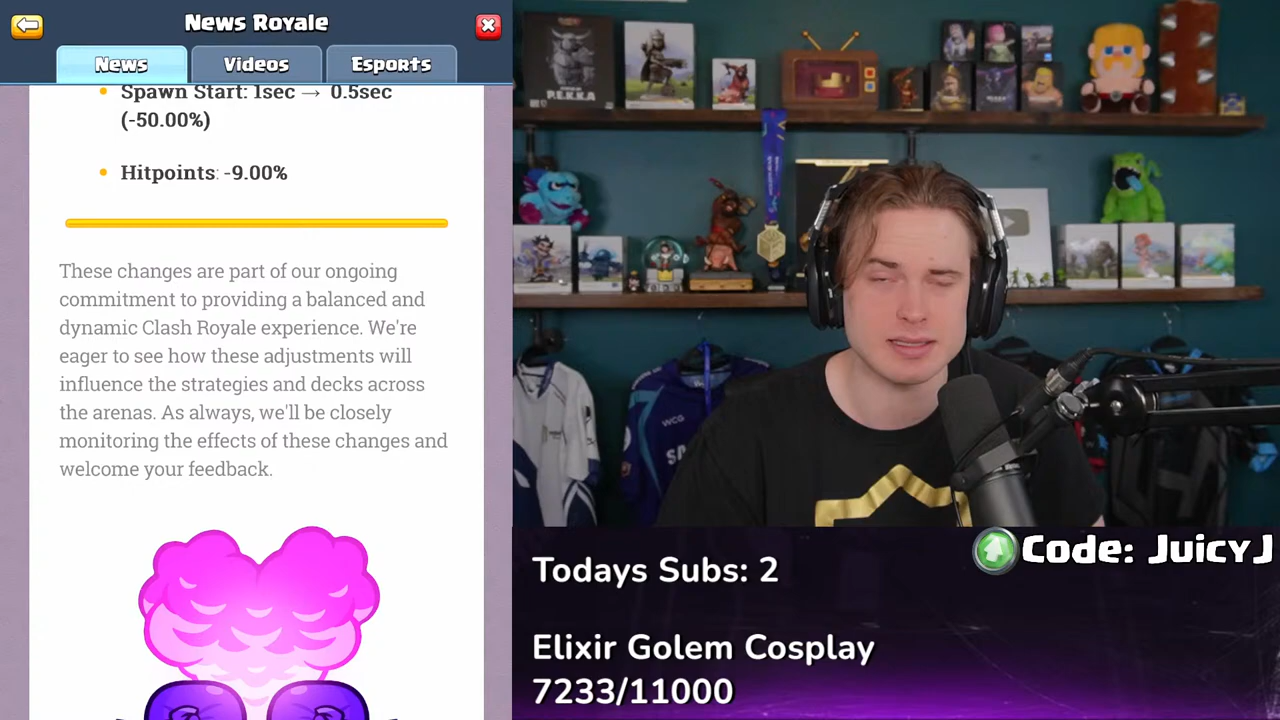 News Royale
News
Videos
Esports
Spawn Start: 1sec → 0.5sec
(-50.00%)
Hitpoints: -9.00%
These changes are part of our ongoing
commitment to providing a balanced and
dynamic Clash Royale experience. We're
eager to see how these adjustments will
influence the strategies and decks across
the arenas. As always, we'll be closely
monitoring the effects of these changes and
welcome your feedback.
P.E.K.K.A
WCG
Code: JuicyJ
Todays Subs: 2
Elixir Golem Cosplay
7233/11000